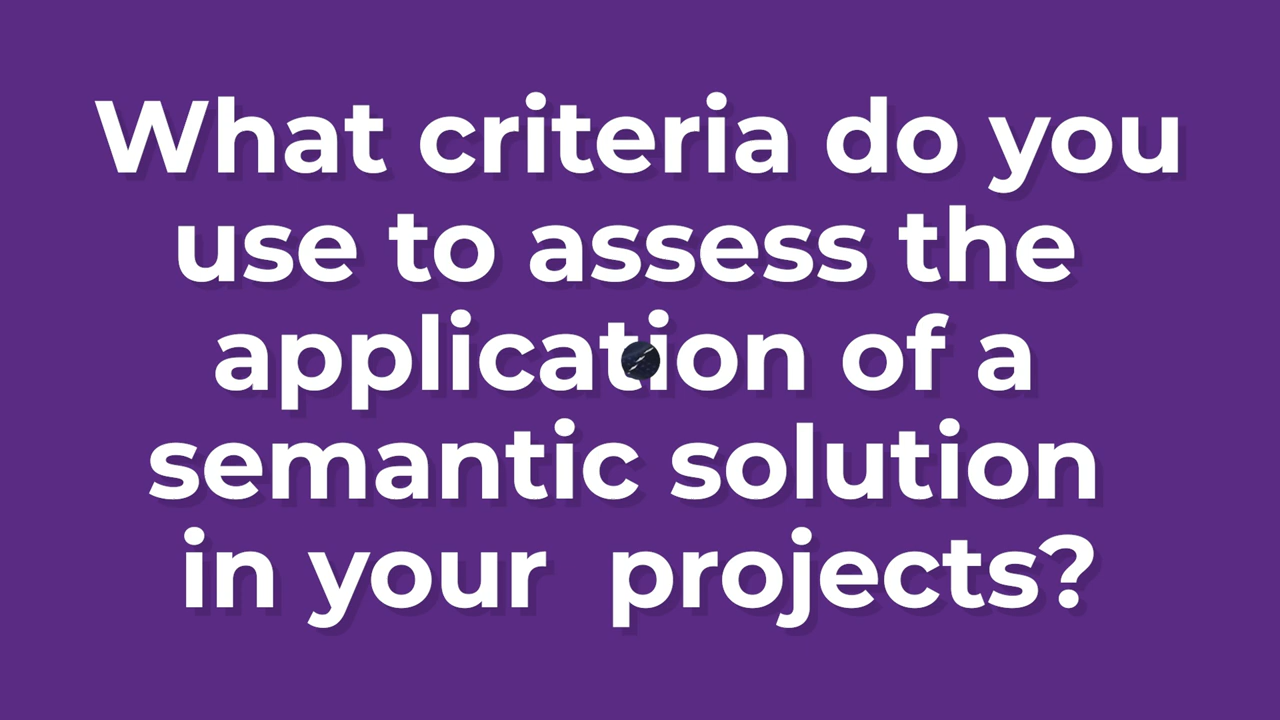 What criteria do you
use to assess the
application of a
semantic solution
in your  projects?